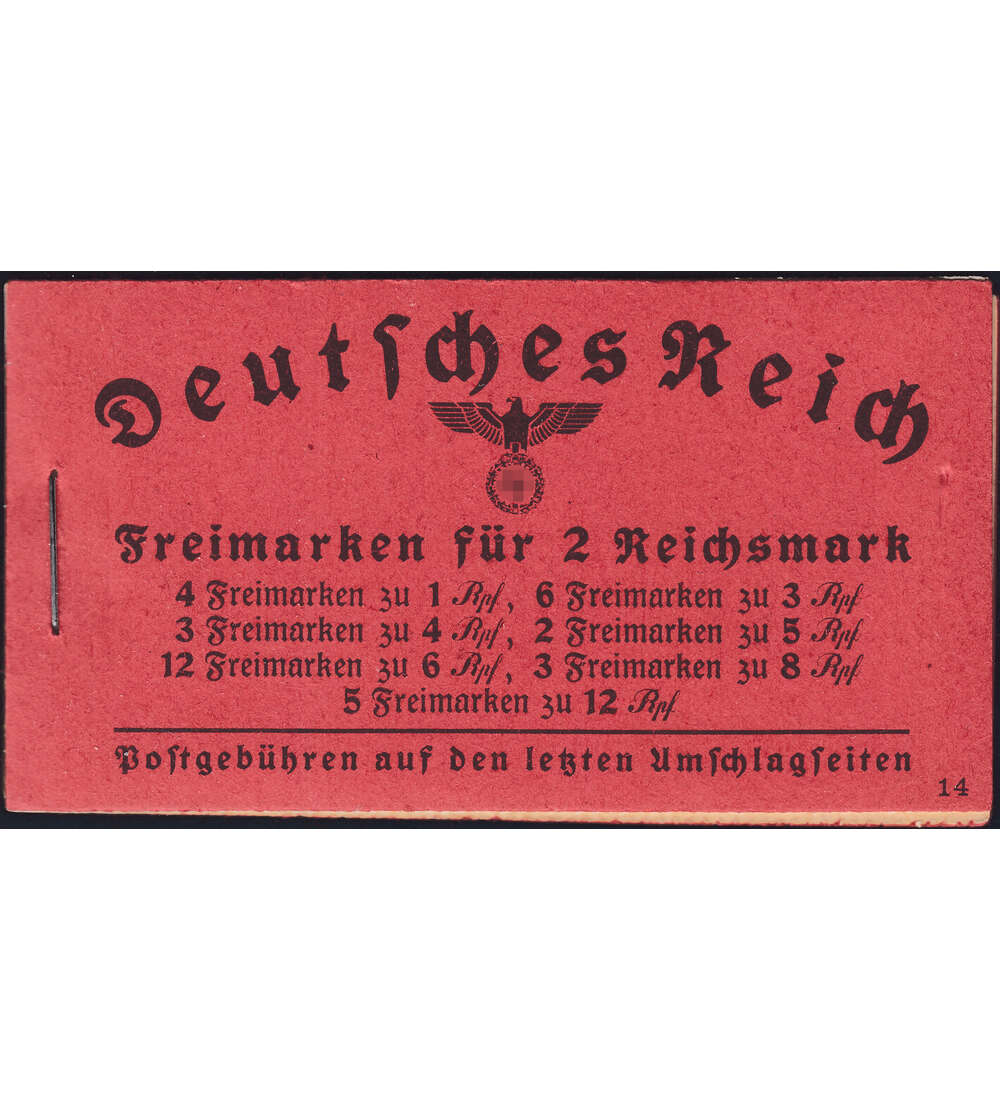 Deutſches Reich
Freimarken für 2 Reichsmark
4 Freimarken zu 1 Rpf, 6 Freimarken zu 3 Rpf
3 Freimarken zu 4 Rpf, 2 Freimarken zu 5 Rpf
12 Freimarken zu 6 Rpf, 3 Freimarken zu 8 Rpf
5 Freimarken zu 12 Rpf
Poſtgebühren auf den letzten Umſchlagſeiten
14